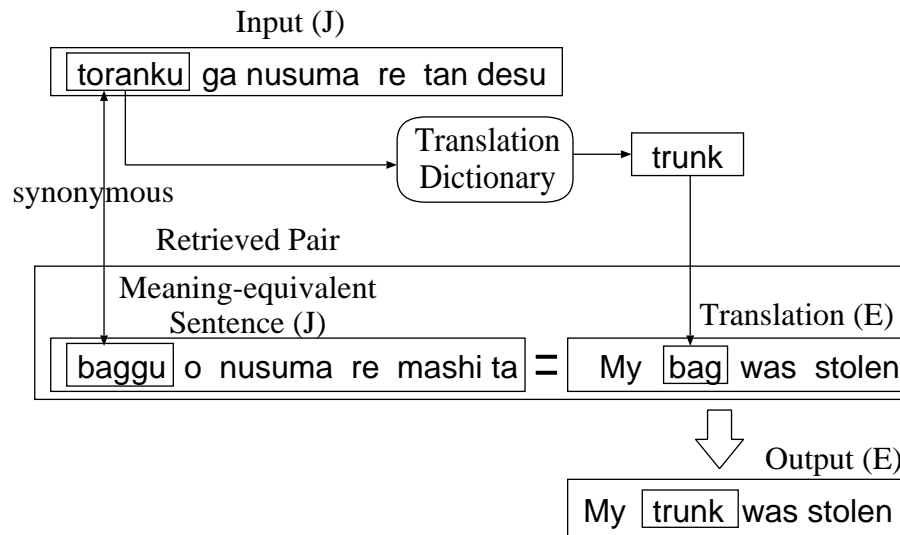 Input (J)
toranku ga nusuma re tan desu
Translation
Dictionary
trunk
synonymous
Retrieved Pair
Meaning-equivalent
Sentence (J)
Translation (E)
baggu o nusuma re mashi ta = My bag was stolen
Output (E)
My trunk was stolen